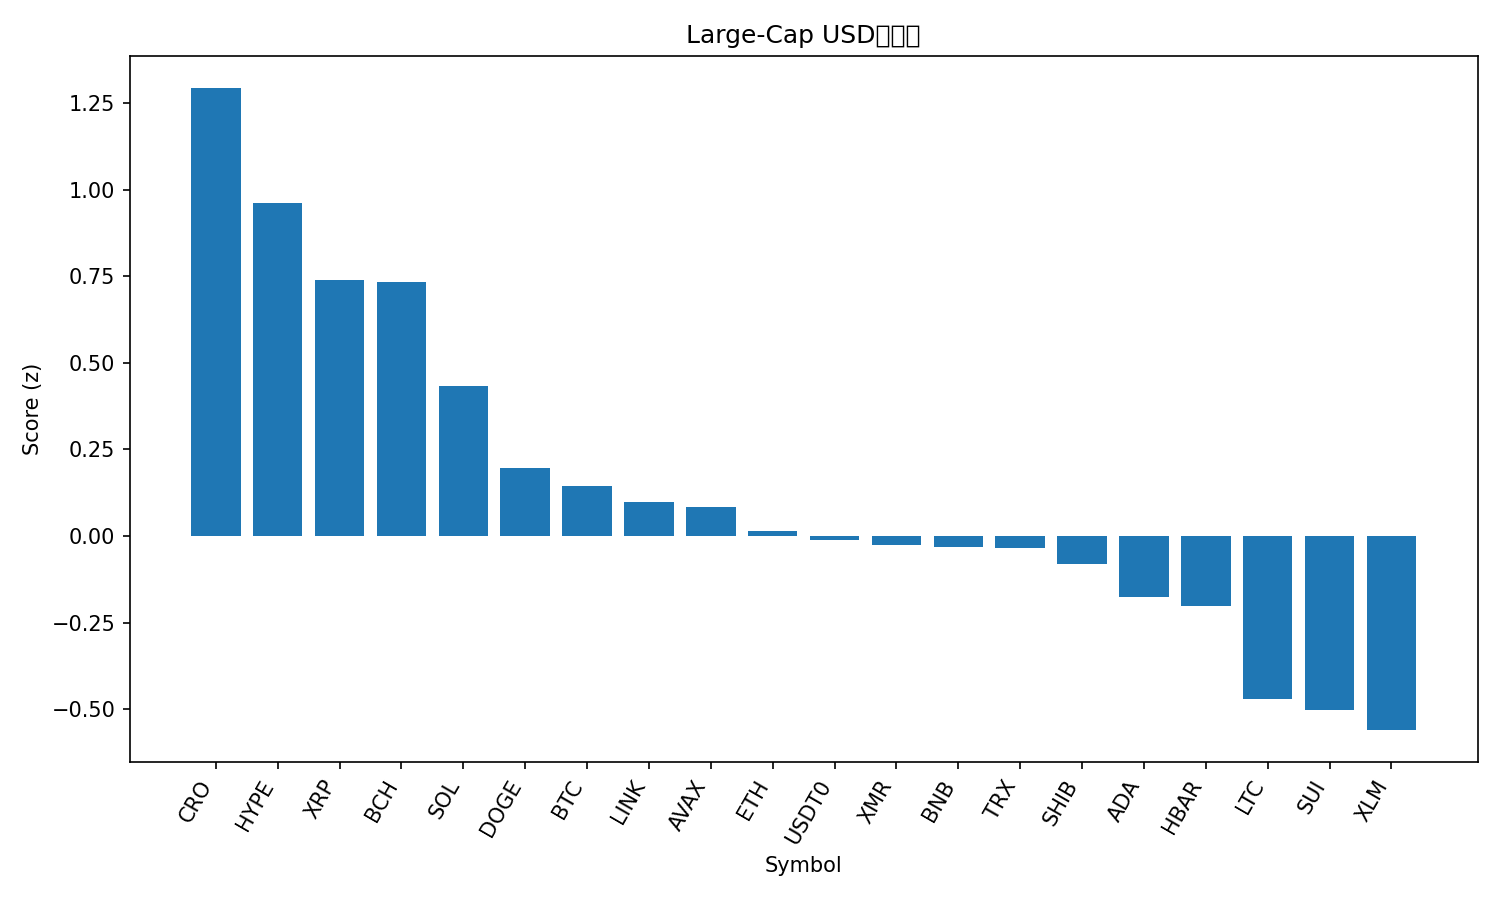 Large-Cap USD
1.25
1.00
0.75
0.50
0.25
0.00
−0.25
−0.50
Score (z)
CRO
HYPE
XRP
BCH
SOL
DOGE
BTC
LINK
AVAX
ETH
USDT0
XMR
BNB
TRX
SHIB
ADA
HBAR
LTC
SUI
XLM
Symbol